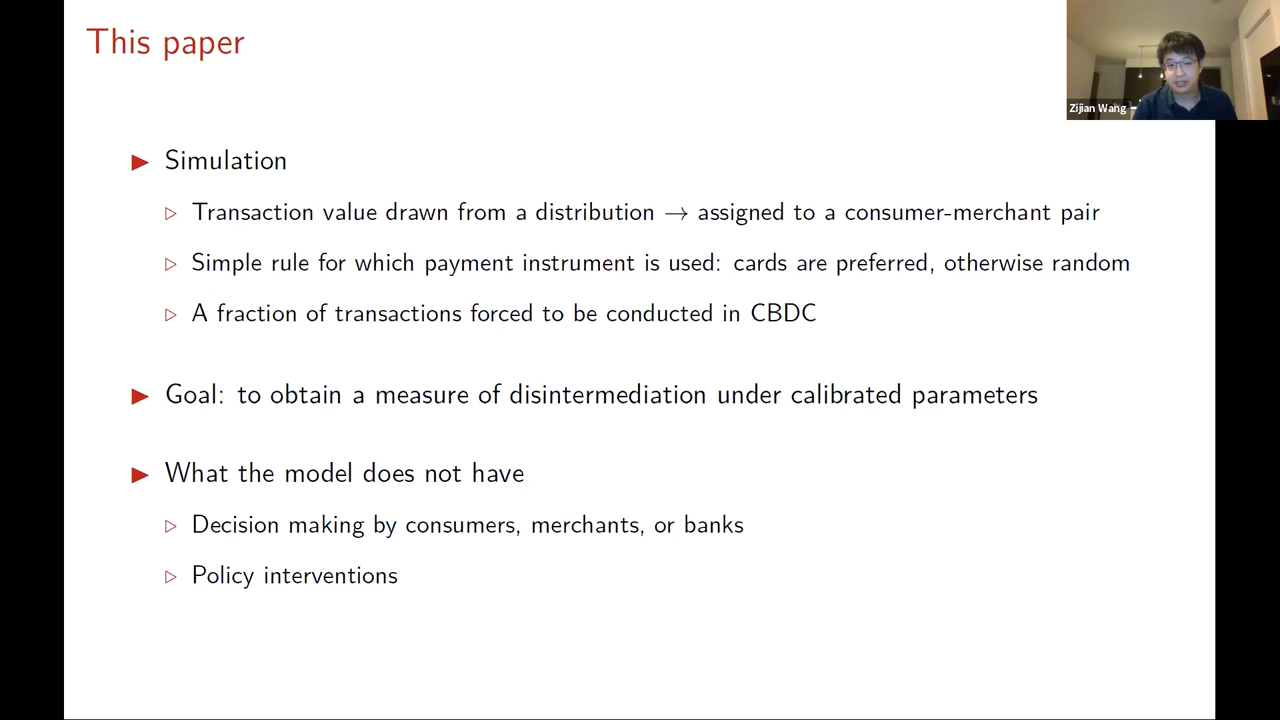 This paper
Zijian Wang
Simulation
Transaction value drawn from a distribution → assigned to a consumer-merchant pair
Simple rule for which payment instrument is used: cards are preferred, otherwise random
A fraction of transactions forced to be conducted in CBDC
Goal: to obtain a measure of disintermediation under calibrated parameters
What the model does not have
Decision making by consumers, merchants, or banks
Policy interventions